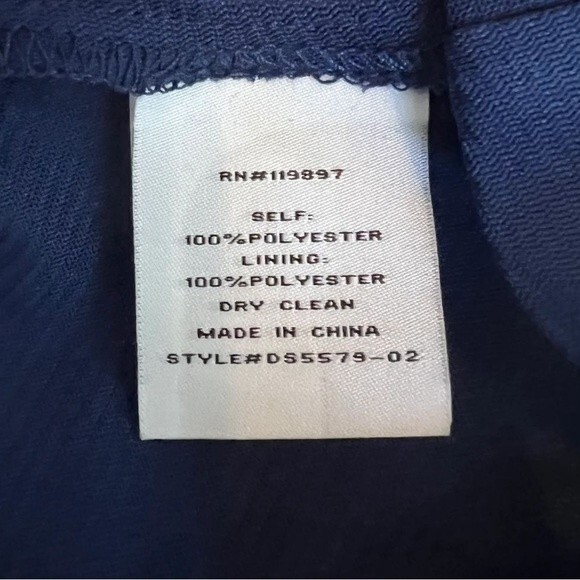 RN#119897
SELF:
100%POLYESTER
LINING:
100%POLYESTER
DRY CLEAN
MADE IN CHINA
STYLE#DS5579-02